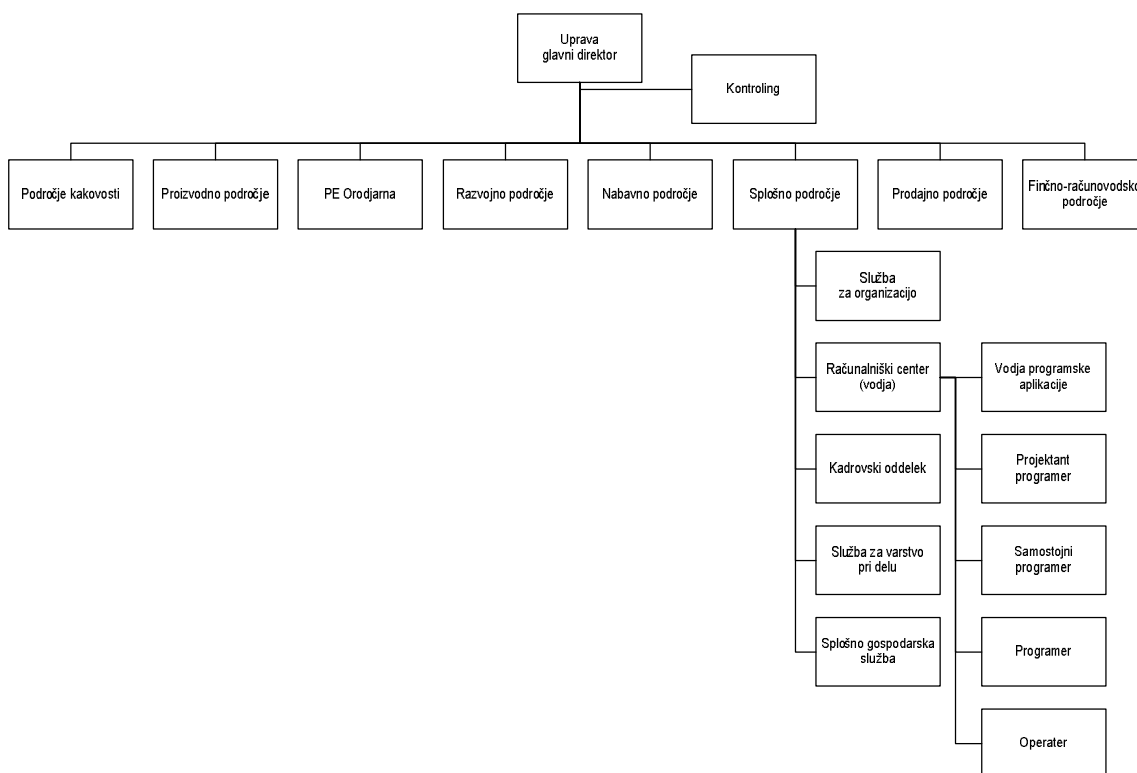 Uprava
glavni direktor
Kontroling
Področje kakovosti
Proizvodno področje
PE Orodjarna
Razvojno področje
Nabavno področje
Splošno področje
Prodajno področje
Finčno-računovodsko
področje
Služba
za organizacijo
Računalniški center
(vodja)
Vodja programske
aplikacije
Kadrovski oddelek
Projektant
programer
Služba za varstvo
pri delu
Samostojni
programer
Splošno gospodarska
služba
Programer
Operater